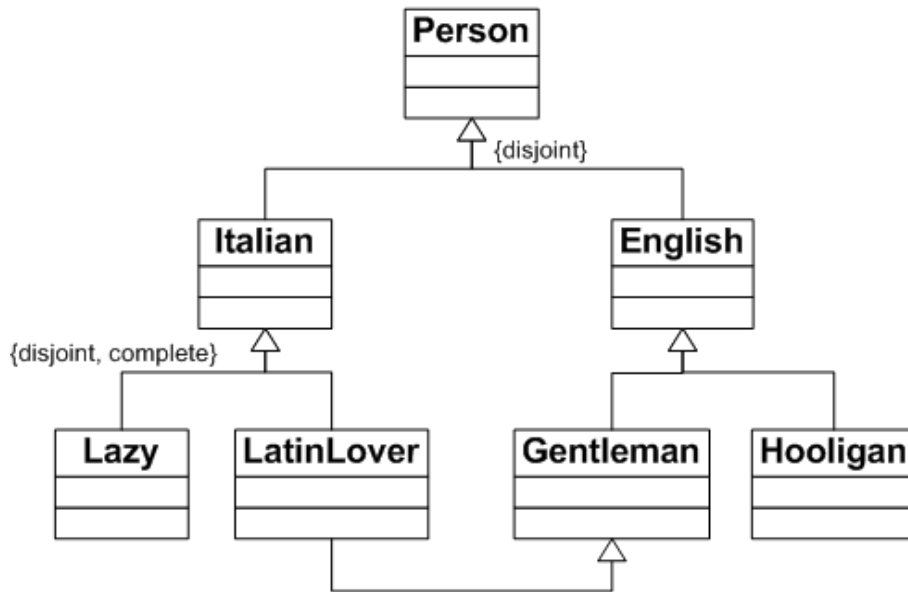 Person
{disjoint}
Italian
English
{disjoint, complete}
Lazy
LatinLover
Gentleman
Hooligan